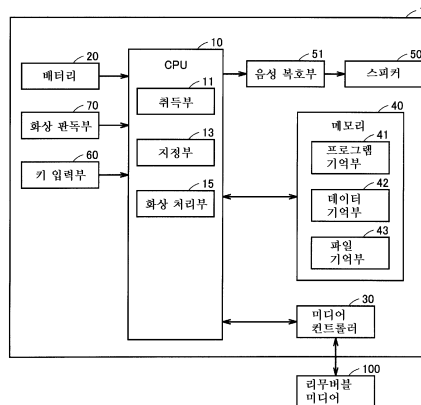 20
배터리
70
화상 판독부
60
키 입력부
10
CPU
11
취득부
13
지정부
15
화상 처리부
51
음성 복호부
50
스피커
40
메모리
41
프로그램
기억부
42
데이터
기억부
43
파일
기억부
30
미디어
컨트롤러
100
리무버블
미디어